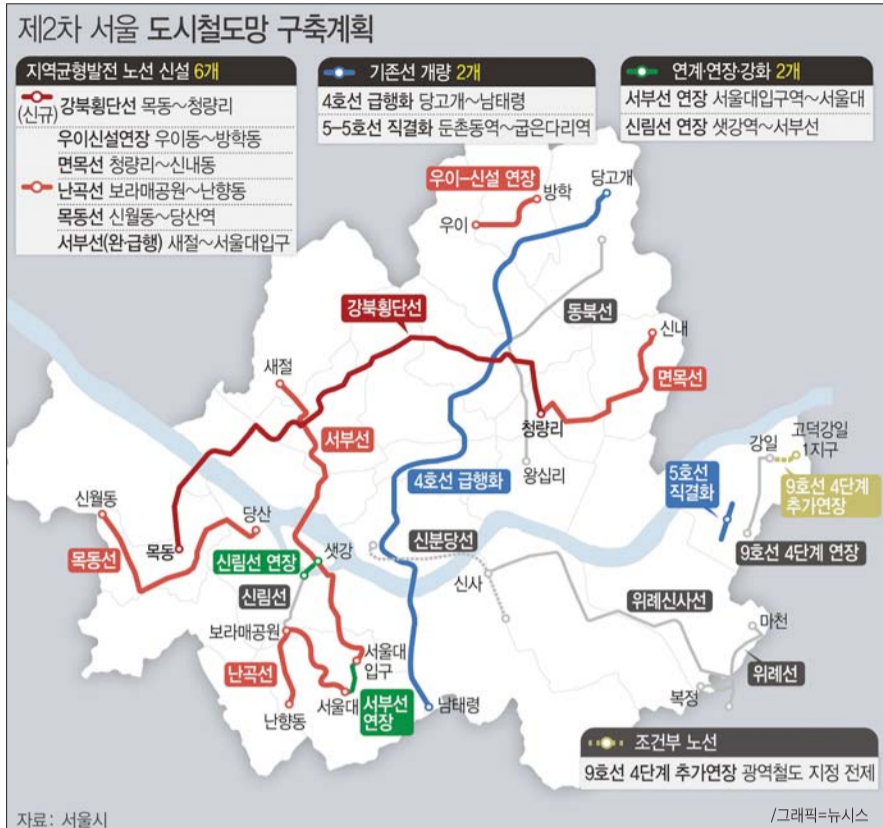 제2차 서울 도시철도망 구축계획
지역균형발전 노선 신설 6개
(신규) 강북횡단선 목동~청량리
우이신설연장 우이동~방학동
면목선 청량리~신내동
난곡선 보라매공원~난향동
목동선 신월동~당산역
서부선(완·급행) 새절~서울대입구
기존선 개량 2개
4호선 급행화 당고개~남태령
5-5호선 직결화 둔촌동역~굽은다리역
연계·연장·강화 2개
서부선 연장 서울대입구역~서울대
신림선 연장 샛강역~서부선
우이-신설 연장
방학
우이
당고개
동북선
강북횡단선
신내
새절
면목선
서부선
청량리
왕십리
4호선 급행화
강일
고덕강일
1지구
5호선
직결화
9호선 4단계
추가연장
9호선 4단계 연장
신월동
당산
목동선
목동
신림선 연장
샛강
신분당선
신사
신림선
위례신사선
보라매공원
마천
난곡선
서울대
입구
위례선
난향동
서울대
서부선
연장
남태령
복정
조건부 노선
9호선 4단계 추가연장 광역철도 지정 전제
자료: 서울시
/그래픽=뉴시스